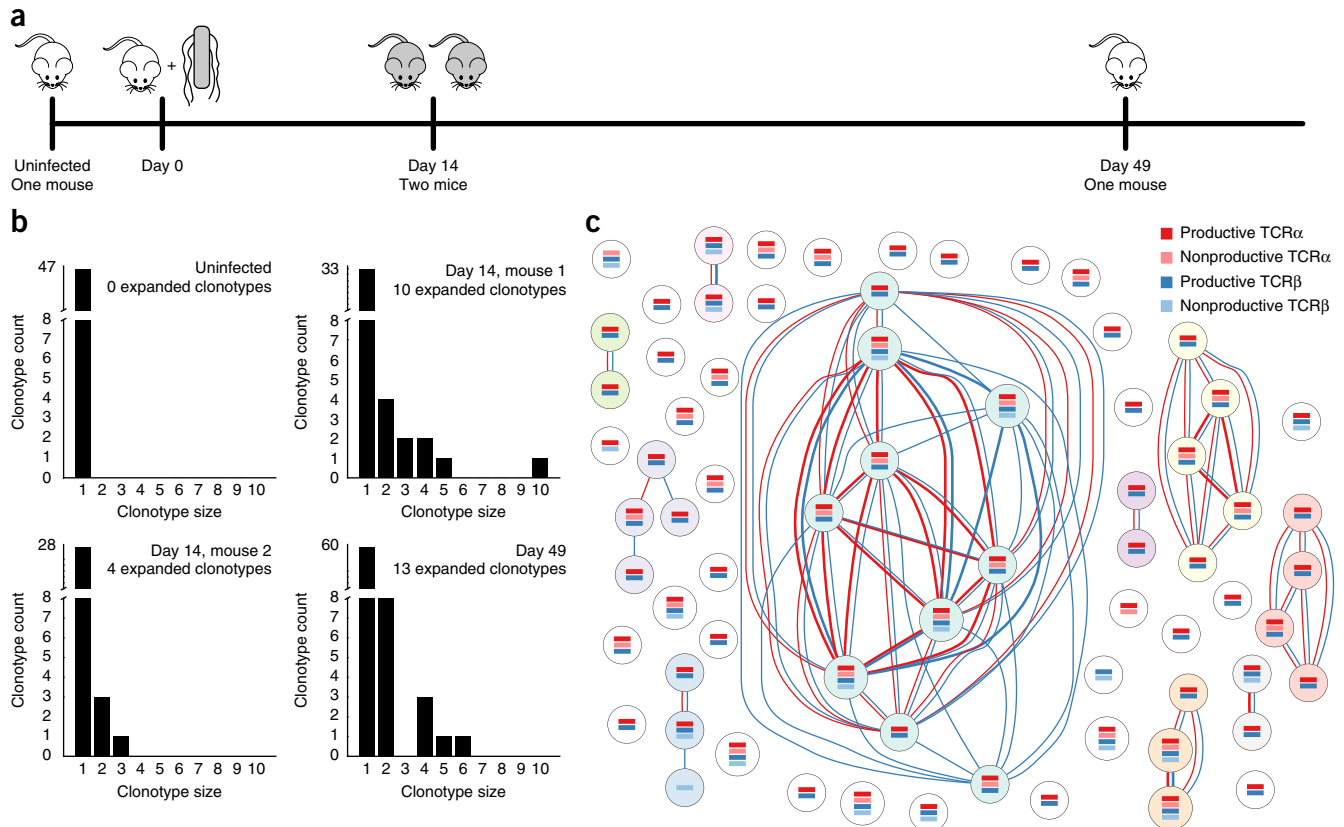 a
+
Uninfected
One mouse
Day 0
Day 14
Two mice
Day 49
One mouse
b
47
8
7
6
5
4
3
2
1
0
Clonotype count
Uninfected
0 expanded clonotypes
1 2 3 4 5 6 7 8 9 10
Clonotype size
33
8
7
6
5
4
3
2
1
0
Clonotype count
Day 14, mouse 1
10 expanded clonotypes
1 2 3 4 5 6 7 8 9 10
Clonotype size
28
8
7
6
5
4
3
2
1
0
Clonotype count
Day 14, mouse 2
4 expanded clonotypes
1 2 3 4 5 6 7 8 9 10
Clonotype size
60
8
7
6
5
4
3
2
1
0
Clonotype count
Day 49
13 expanded clonotypes
1 2 3 4 5 6 7 8 9 10
Clonotype size
c
Productive TCRα
Nonproductive TCRα
Productive TCRβ
Nonproductive TCRβ